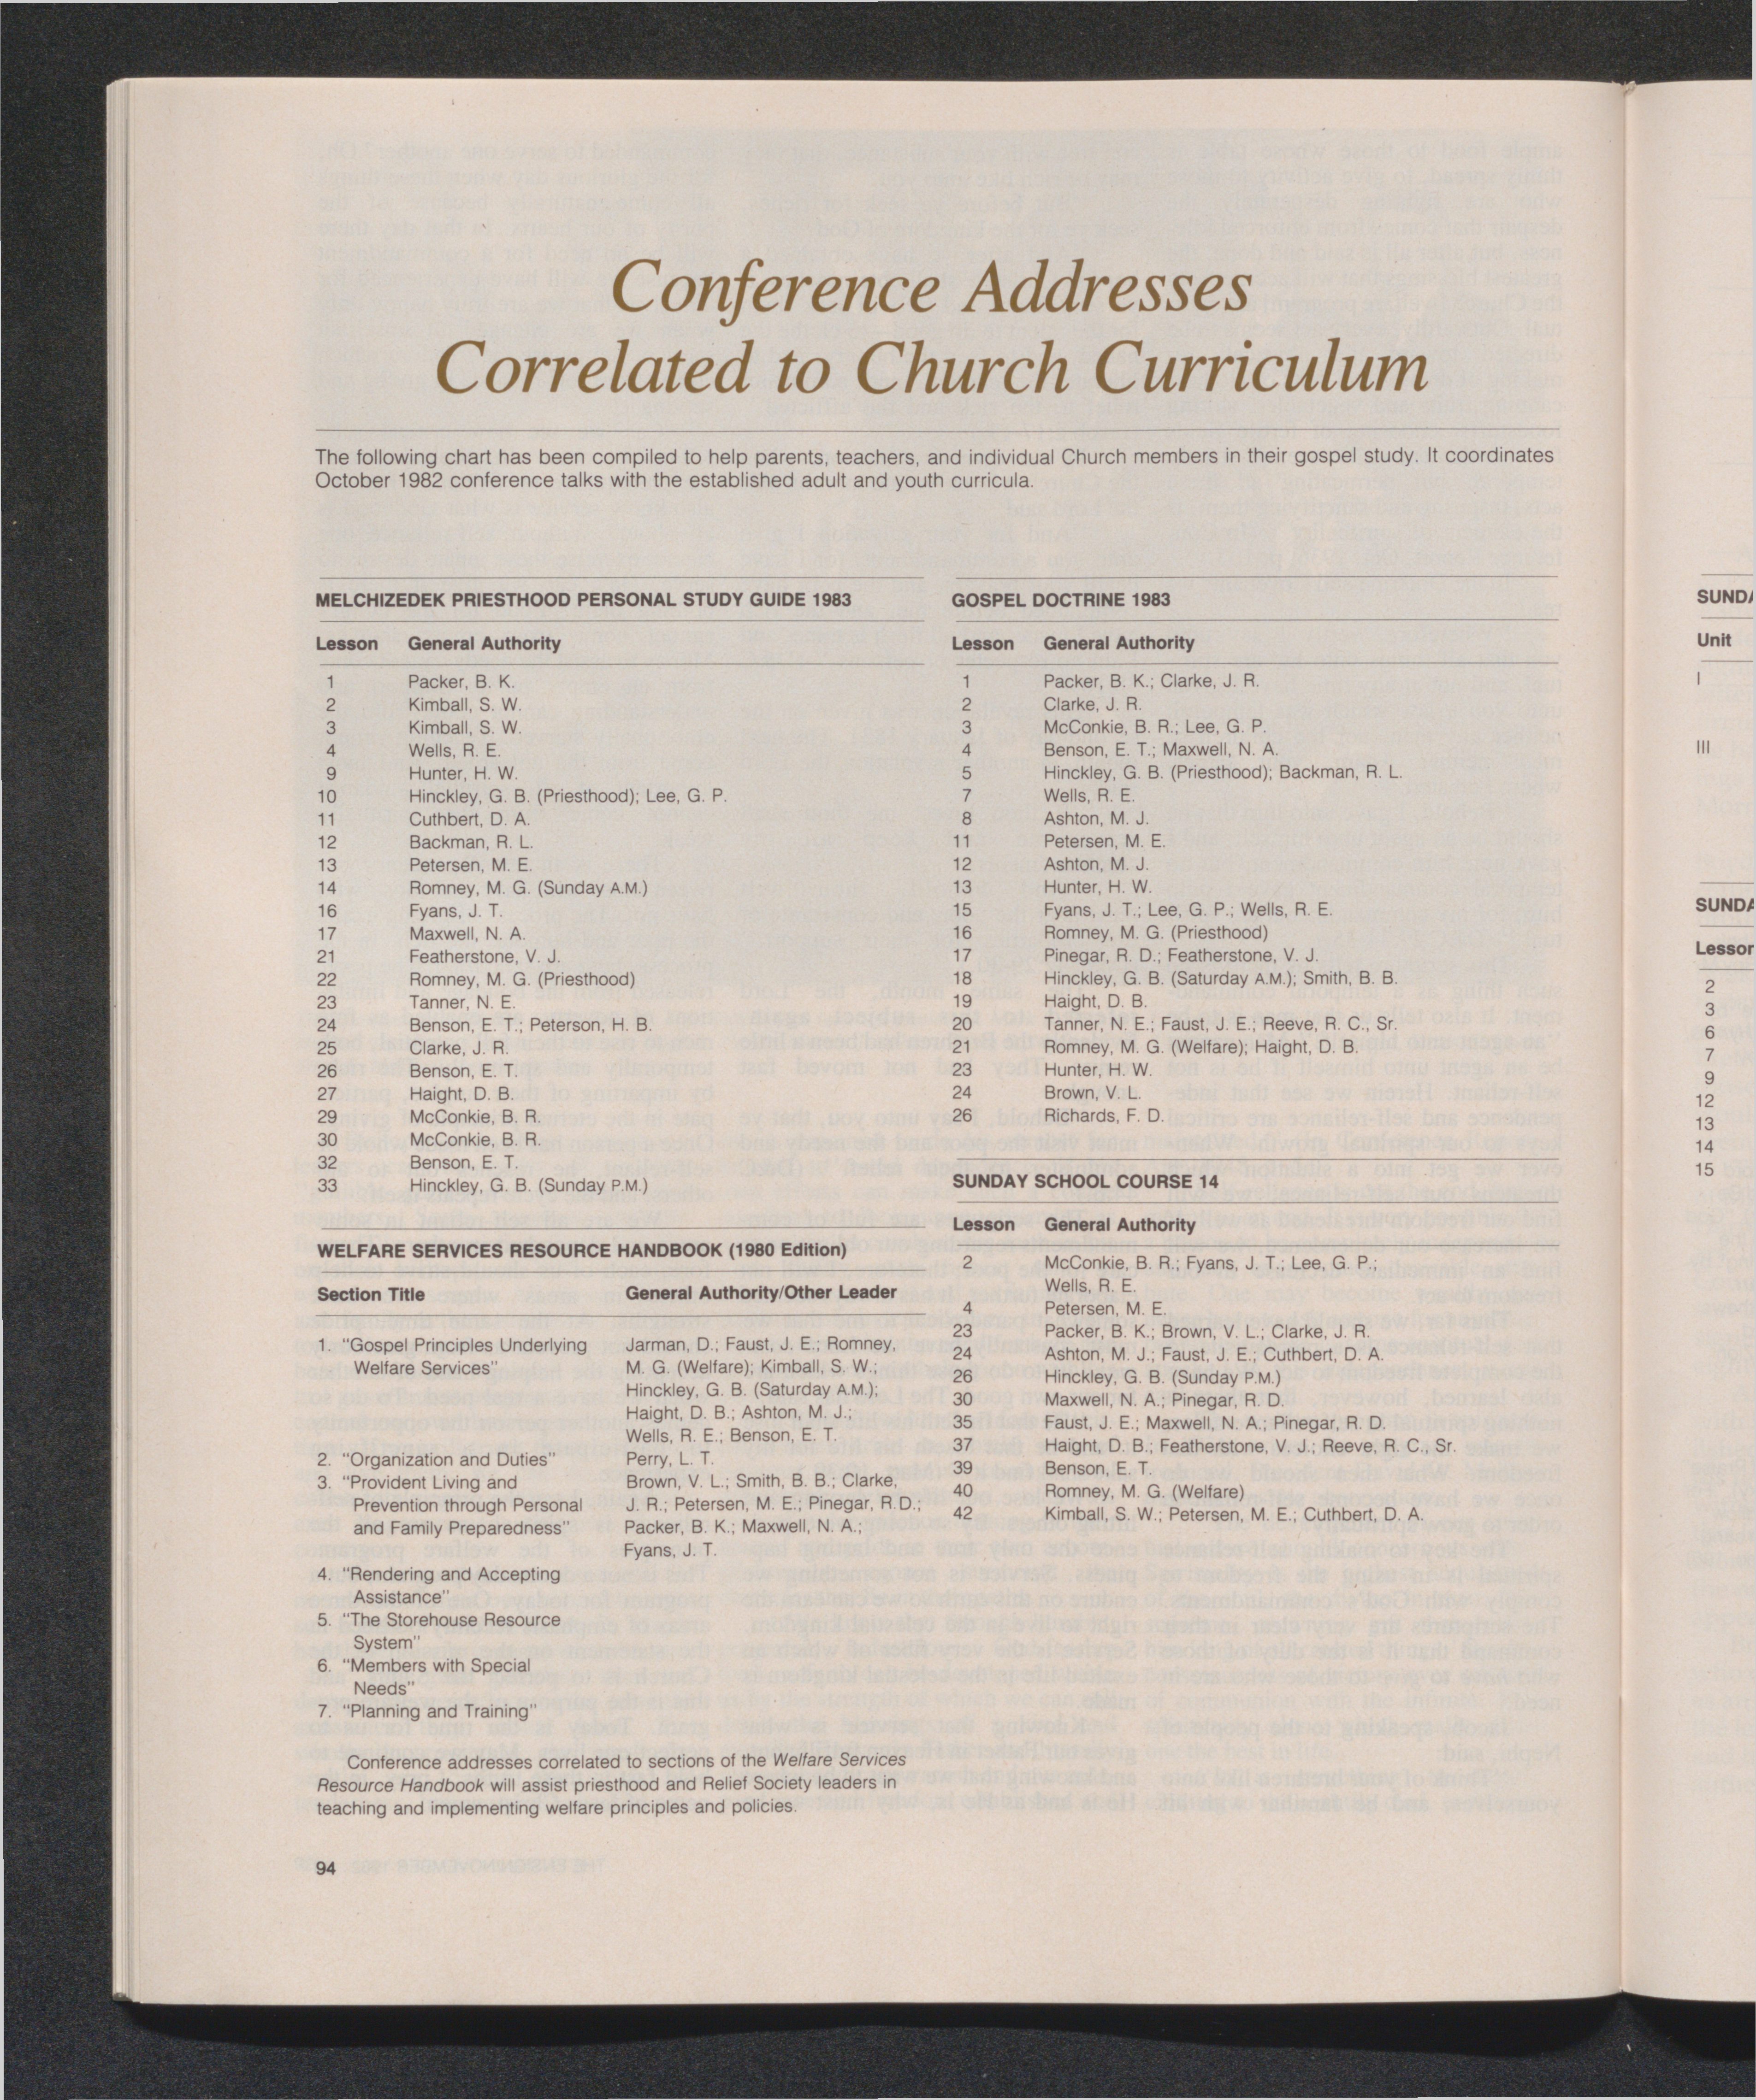 Conference Addresses
Correlated to Church Curriculum
The following chart has been compiled to help parents, teachers, and individual Church members in their gospel study. It coordinates
October 1982 conference talks with the established adult and youth curricula.
MELCHIZEDEK PRIESTHOOD PERSONAL STUDY GUIDE 1983
Lesson General Authority
1 Packer, B. K.
2 Kimball, S. W.
3 Kimball, S. W.
4 Wells, R. E.
9 Hunter, H. W.
10 Hinckley, G. B. (Priesthood); Lee, G. P.
11 Cuthbert, D. A.
12 Backman, R. L.
13 Petersen, M. E.
14 Romney, M. G. (Sunday A.M.)
16 Fyans, J. T.
17 Maxwell, N. A.
21 Featherstone, V. J.
22 Romney, M. G. (Priesthood)
23 Tanner, N. E.
24 Benson, E. T.; Peterson, H. B.
25 Clarke, J. R.
26 Benson, E. T.
27 Haight, D. B.
29 McConkie, B. R.
30 McConkie, B. R.
32 Benson, E. T.
33 Hinckley, G. B. (Sunday P.M.)
WELFARE SERVICES RESOURCE HANDBOOK (1980 Edition)
Section Title General Authority/Other Leader
1. "Gospel Principles Underlying Jarman, D.; Faust, J. E.; Romney,
Welfare Services" M. G. (Welfare); Kimball, S. W.;
Hinckley, G. B. (Saturday A.M.);
Haight, D. B.; Ashton, M. J.;
Wells, R. E.; Benson, E. T.
2. "Organization and Duties" Perry, L. T.
3. "Provident Living and Brown, V. L.; Smith, B. B.; Clarke,
Prevention through Personal J. R.; Petersen, M. E.; Pinegar, R.D.;
and Family Preparedness" Packer, B. K.; Maxwell, N. A.;
Fyans, J. T.
4. "Rendering and Accepting
Assistance"
5. "The Storehouse Resource
System"
6. "Members with Special
Needs"
7. "Planning and Training"
Conference addresses correlated to sections of the Welfare Services
Resource Handbook will assist priesthood and Relief Society leaders in
teaching and implementing welfare principles and policies.
94
GOSPEL DOCTRINE 1983
Lesson General Authority
1 Packer, B. K.; Clarke, J. R.
2 Clarke, J. R.
3 McConkie, B. R.; Lee, G. P.
4 Benson, E. T.; Maxwell, N. A.
5 Hinckley, G. B. (Priesthood); Backman, R. L.
7 Wells, R. E.
8 Ashton, M. J.
11 Petersen, M. E.
12 Ashton, M. J.
13 Hunter, H. W.
15 Fyans, J. T.; Lee, G. P.; Wells, R. E.
16 Romney, M. G. (Priesthood)
17 Pinegar, R. D.; Featherstone, V. J.
18 Hinckley, G. B. (Saturday A.M.); Smith, B. B.
19 Haight, D. B.
20 Tanner, N. E.; Faust, J. E.; Reeve, R. C., Sr.
21 Romney, M. G. (Welfare); Haight, D. B.
23 Hunter, H. W.
24 Brown, V. L.
26 Richards, F. D.
SUNDAY SCHOOL COURSE 14
Lesson General Authority
2 McConkie, B. R.; Fyans, J. T.; Lee, G. P.;
Wells, R. E.
4 Petersen, M. E.
23 Packer, B. K.; Brown, V. L.; Clarke, J. R.
24 Ashton, M. J.; Faust, J. E.; Cuthbert, D. A.
26 Hinckley, G. B. (Sunday P.M.)
30 Maxwell, N. A.; Pinegar, R. D.
35 Faust, J. E.; Maxwell, N. A.; Pinegar, R. D.
37 Haight, D. B.; Featherstone, V. J.; Reeve, R. C., Sr.
39 Benson, E. T.
40 Romney, M. G. (Welfare)
42 Kimball, S. W.; Petersen, M. E.; Cuthbert, D. A.
Unit
I
III
2
3
6
7
9
12
13
14
15